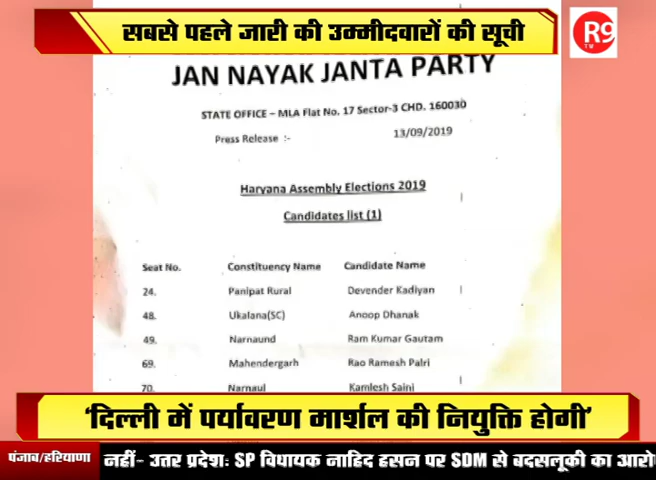 सबसे पहले जारी की उम्मीदवारों की सूची
R9
TV
JAN NAYAK JANTA PARTY
STATE OFFICE – MLA Flat No. 17 Sector-3 CHD. 160030
Press Release :- 13/09/2019
Haryana Assembly Elections 2019
Candidates list (1)
Seat No. Constituency Name Candidate Name
24. Panipat Rural Devender Kadiyan
48. Ukalana(SC) Anoop Dhanak
49. Narnaund Ram Kumar Gautam
69. Mahendergarh Rao Ramesh Palri
70. Narnaul Kamlesh Saini
‘दिल्ली में पर्यावरण मार्शल की नियुक्ति होगी’
पंजाब/हरियाणा नहीं- उत्तर प्रदेश: SP विधायक नाहिद हसन पर SDM से बदसलूकी का आरो